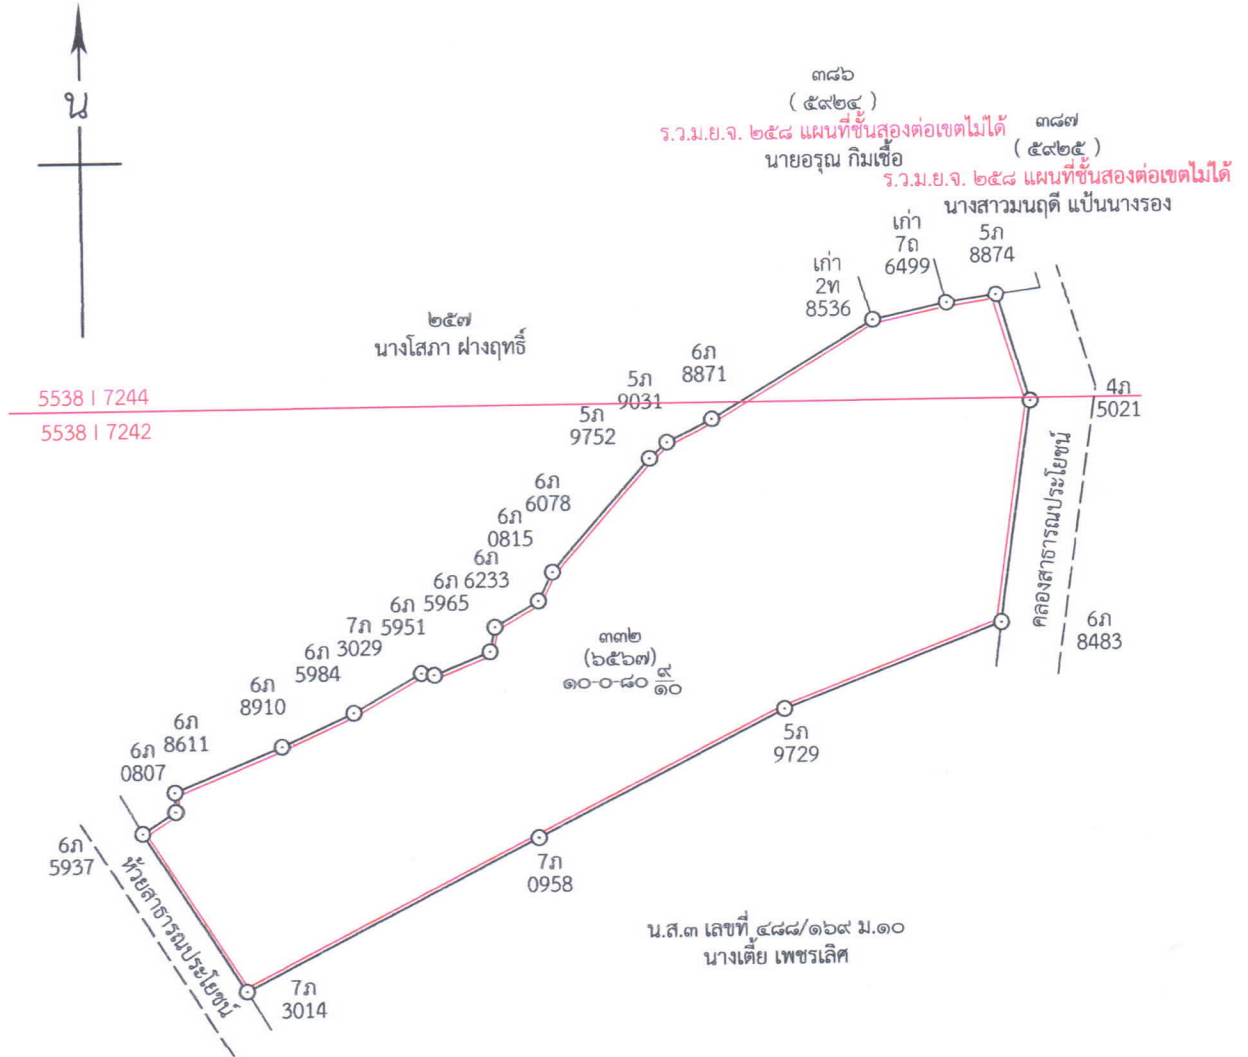 น
๓๘๖
( ๕๙๒๔ )
ร.ว.ม.ย.จ. ๒๕๘ แผนที่ชั้นสองต่อเขตไม่ได้
นายอรุณ กิมเชื้อ
๓๘๗
( ๕๙๒๕ )
ร.ว.ม.ย.จ. ๒๕๘ แผนที่ชั้นสองต่อเขตไม่ได้
นางสาวมนฤดี แป้นนางรอง
เก่า
2ท
8536
เก่า
7ถ
6499
5ภ
8874
๒๕๗
นางโสภา ฝางฤทธิ์
5538 I 7244
5538 I 7242
6ภ
8871
5ภ
9031
5ภ
9752
4ภ
5021
6ภ
6078
6ภ
0815
6ภ
6233
6ภ
5965
6ภ
5951
7ภ
3029
6ภ
5984
6ภ
8910
6ภ
8611
6ภ
0807
6ภ
5937
คลองสาธารณประโยชน์
6ภ
8483
๓๓๒
(๖๕๖๗)
๑๐-๐-๘๐ ๙/๑๐
5ภ
9729
7ภ
0958
ห้วยสาธารณประโยชน์
7ภ
3014
น.ส.๓ เลขที่ ๔๘๘/๑๖๙ ม.๑๐
นางเตี้ย เพชรเลิศ